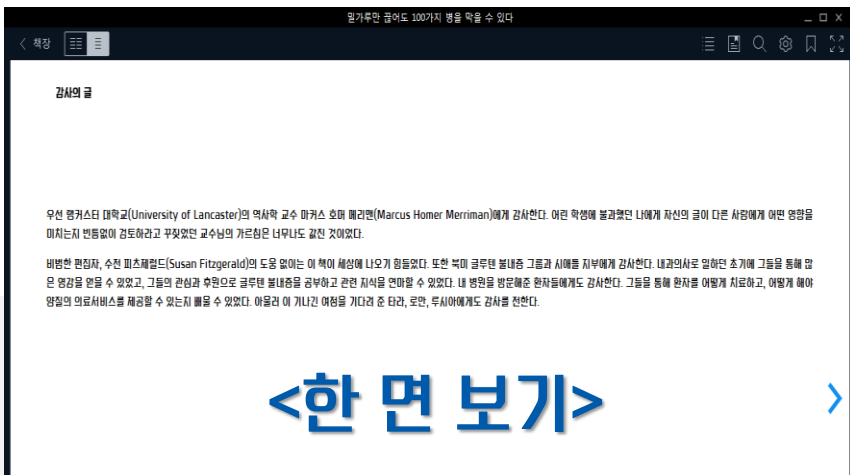 밀가루만 끊어도 100가지 병을 막을 수 있다
책장
감사의 글
우선 랭커스터 대학교(University of Lancaster)의 역사학 교수 마커스 호머 메리맨(Marcus Homer Merriman)에게 감사한다. 어린 학생에 불과했던 나에게 자신의 글이 다른 사람에게 어떤 영향을
미치는지 빈틈없이 검토하라고 꾸짖었던 교수님의 가르침은 너무나도 값진 것이었다.
비범한 편집자, 수전 피츠제럴드(Susan Fitzgerald)의 도움 없이는 이 책이 세상에 나오기 힘들었다. 또한 북미 글루텐 불내증 그룹과 시애틀 지부에게 감사한다. 내과의사로 일하던 초기에 그들을 통해 많
은 영감을 얻을 수 있었고, 그들의 관심과 후원으로 글루텐 불내증을 공부하고 관련 지식을 연마할 수 있었다. 내 병원을 방문해준 환자들에게도 감사한다. 그들을 통해 환자를 어떻게 치료하고, 어떻게 해야
양질의 의료서비스를 제공할 수 있는지 배울 수 있었다. 아울러 이 기나긴 여정을 기다려 준 타라, 로만, 루시아에게도 감사를 전한다.
<한 면 보기>